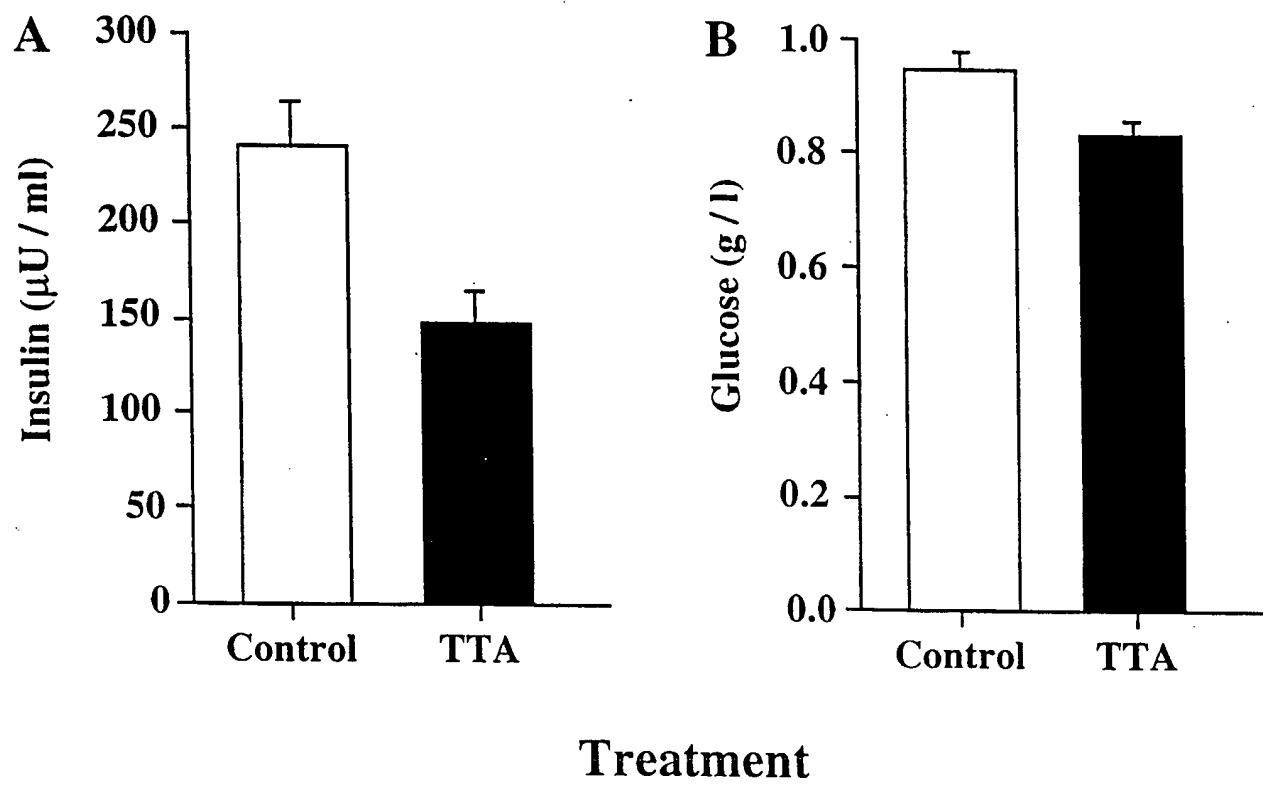 A
300
250
200
150
100
50
0
Insulin (µU / ml)
Control TTA
B
1.0
0.8
0.6
0.4
0.2
0.0
Glucose (g / l)
Control TTA
Treatment